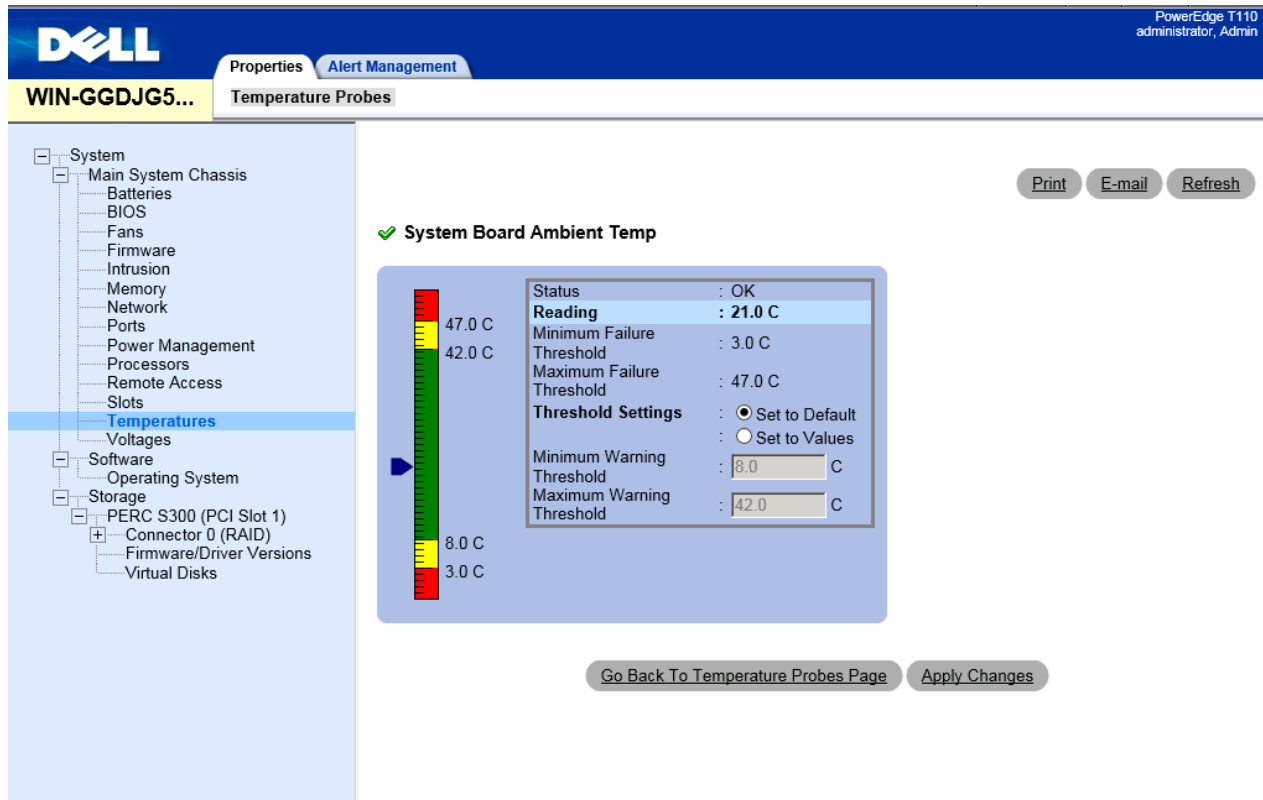 PowerEdge T110
administrator, Admin
DELL
Properties
Alert Management
WIN-GGDJG5...
Temperature Probes
System
Main System Chassis
Batteries
BIOS
Fans
Firmware
Intrusion
Memory
Network
Ports
Power Management
Processors
Remote Access
Slots
Temperatures
Voltages
Software
Operating System
Storage
PERC S300 (PCI Slot 1)
Connector 0 (RAID)
Firmware/Driver Versions
Virtual Disks
Print
E-mail
Refresh
System Board Ambient Temp
47.0 C
42.0 C
8.0 C
3.0 C
Status : OK
Reading : 21.0 C
Minimum Failure
Threshold : 3.0 C
Maximum Failure
Threshold : 47.0 C
Threshold Settings : Set to Default
: Set to Values
Minimum Warning
Threshold : 8.0 C
Maximum Warning
Threshold : 42.0 C
Go Back To Temperature Probes Page
Apply Changes